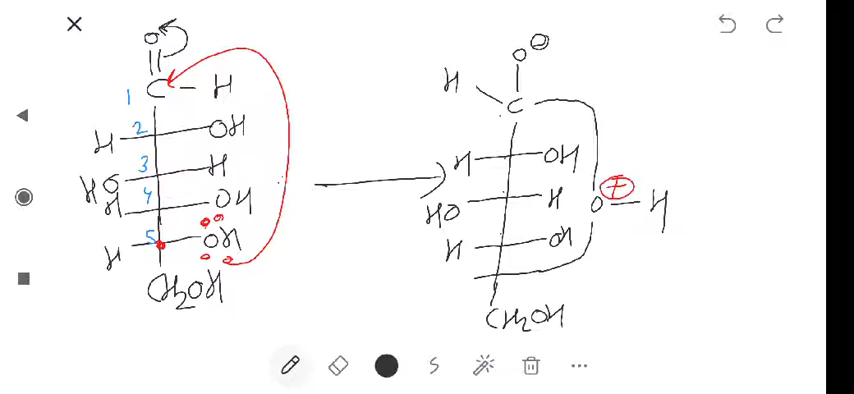 O
1 C - H
H 2 OH
HO 3 H
H 4 OH
H 5 OH
CH2OH
O ⊖
H C
H OH
HO H O - H ⊕
H OH
CH2OH